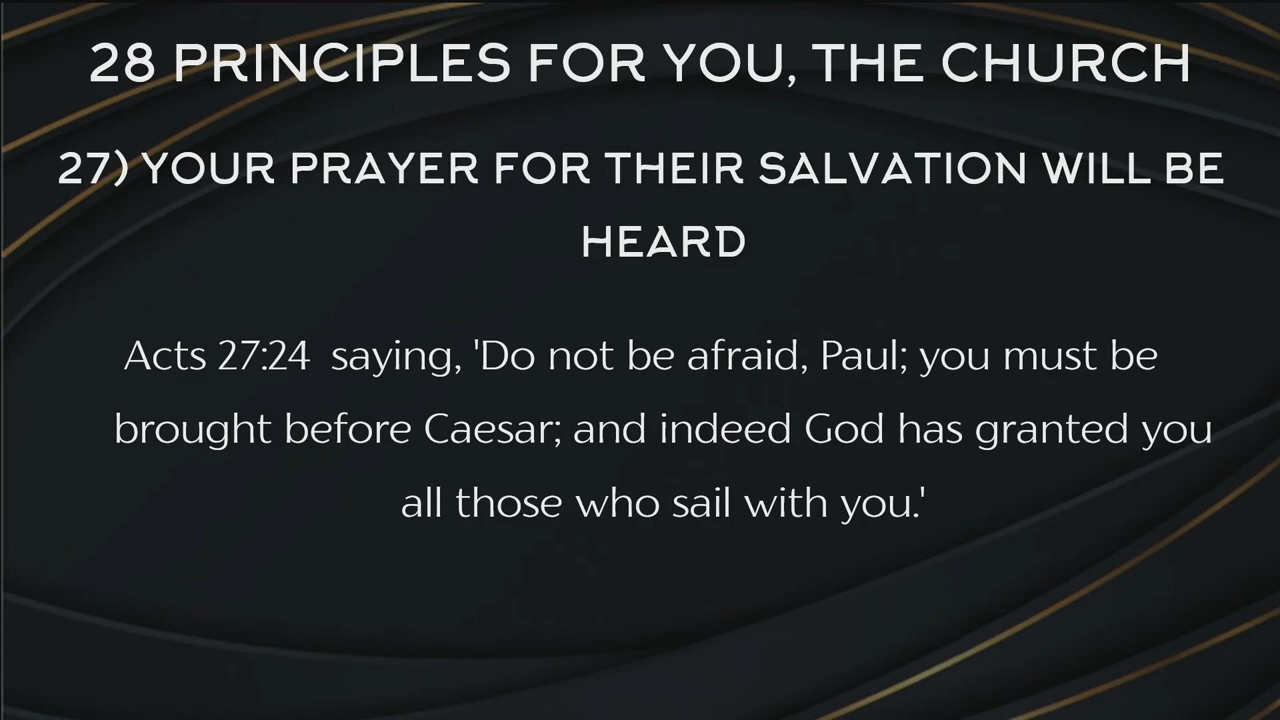 28 PRINCIPLES FOR YOU, THE CHURCH
27) YOUR PRAYER FOR THEIR SALVATION WILL BE
HEARD
Acts 27:24 saying, 'Do not be afraid, Paul; you must be
brought before Caesar; and indeed God has granted you
all those who sail with you.'